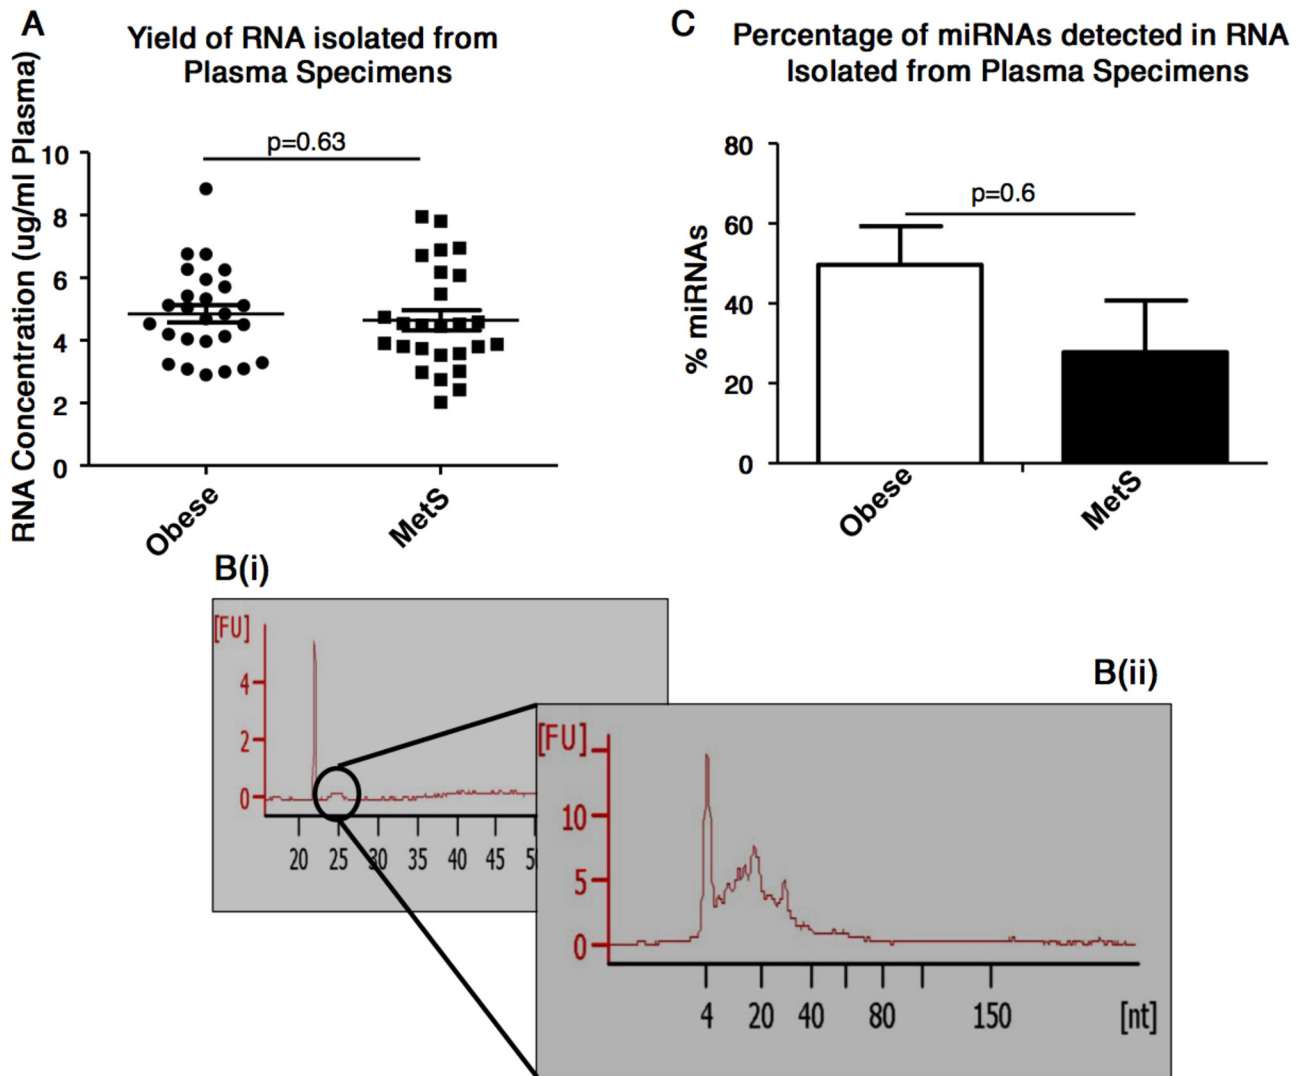 A
Yield of RNA isolated from
Plasma Specimens
RNA Concentration (ug/ml Plasma)
p=0.63
10
8
6
4
2
0
Obese
MetS
C
Percentage of miRNAs detected in RNA
Isolated from Plasma Specimens
% miRNAs
p=0.6
80
60
40
20
0
Obese
MetS
B(i)
[FU]
4
2
0
20 25 30 35 40 45
B(ii)
[FU]
10
5
0
4 20 40 80 150 [nt]